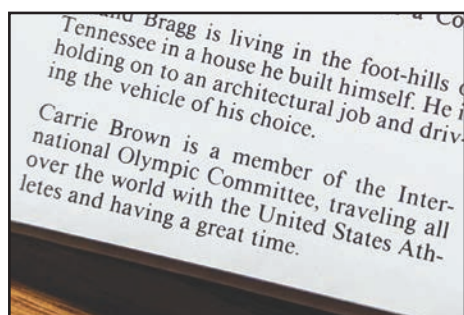 Bragg is living in the foot-hills
Tennessee in a house he built himself. He
holding on to an architectural job and driv-
ing the vehicle of his choice.
Carrie Brown is a member of the Inter-
national Olympic Committee, traveling all
over the world with the United States Ath-
letes and having a great time.